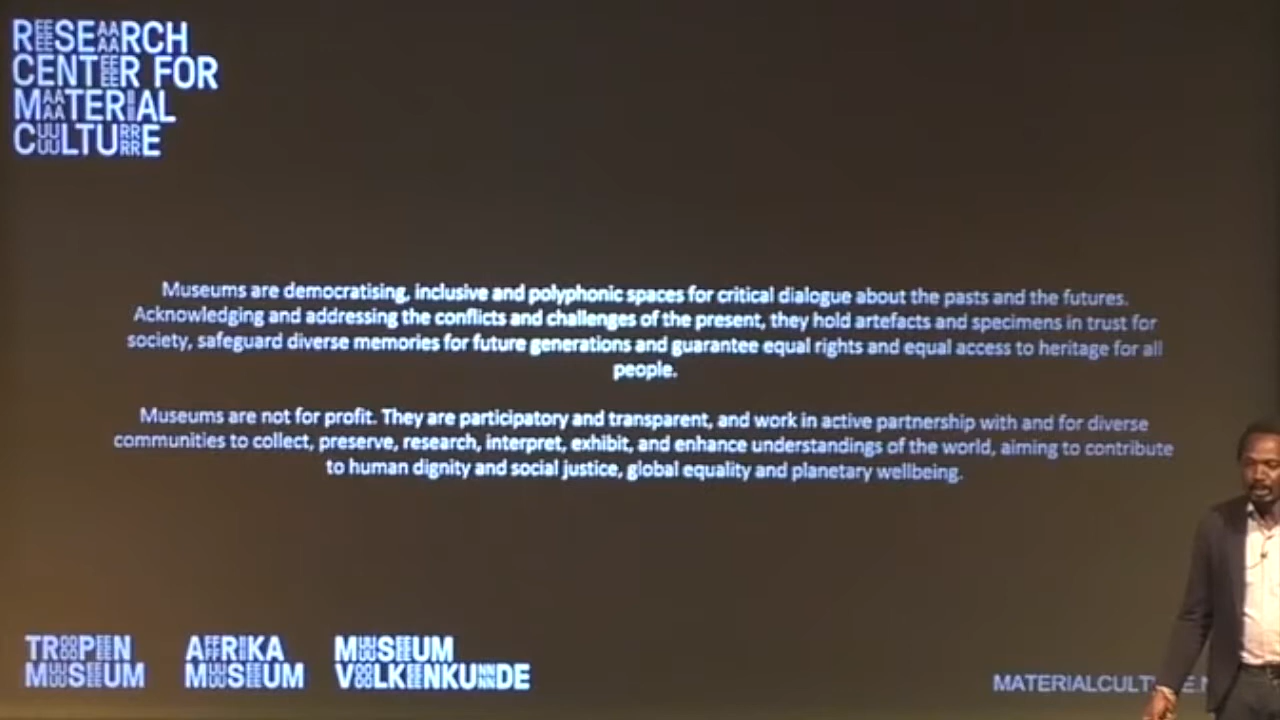 RESEARCH
CENTER FOR
MATERIAL
CULTURE
Museums are democratising, inclusive and polyphonic spaces for critical dialogue about the pasts and the futures.
Acknowledging and addressing the conflicts and challenges of the present, they hold artefacts and specimens in trust for
society, safeguard diverse memories for future generations and guarantee equal rights and equal access to heritage for all
people.
Museums are not for profit. They are participatory and transparent, and work in active partnership with and for diverse
communities to collect, preserve, research, interpret, exhibit, and enhance understandings of the world, aiming to contribute
to human dignity and social justice, global equality and planetary wellbeing.
TROPEN
MUSEUM
AFRIKA
MUSEUM
MUSEUM
VOLKENKUNDE